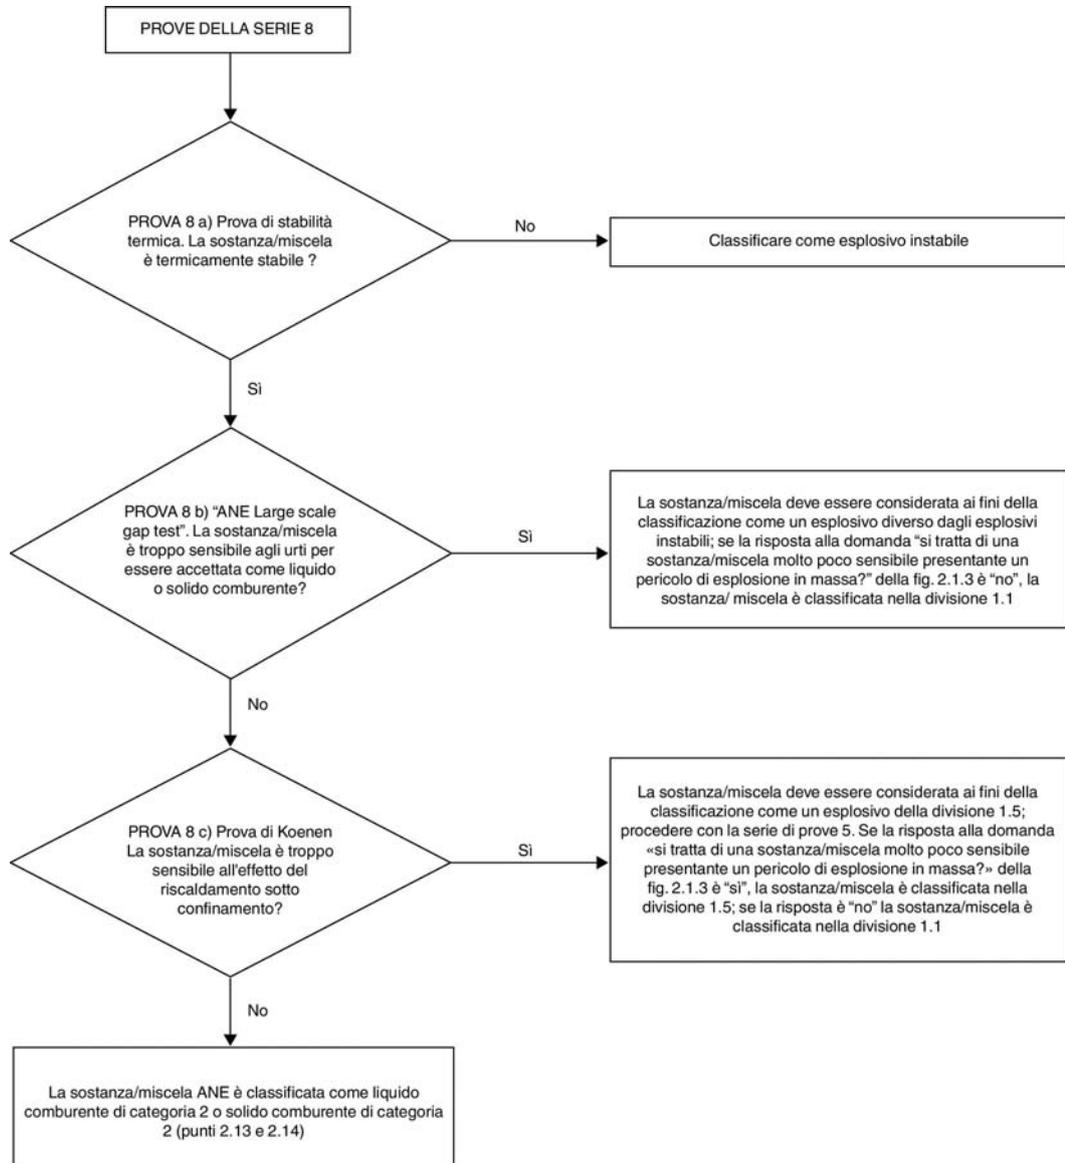 PROVE DELLA SERIE 8
PROVA 8 a) Prova di stabilità
termica. La sostanza/miscela
è termicamente stabile ?
No
Classificare come esplosivo instabile
Sì
PROVA 8 b) “ANE Large scale
gap test”. La sostanza/miscela
è troppo sensibile agli urti per
essere accettata come liquido
o solido comburente?
Sì
La sostanza/miscela deve essere considerata ai fini della
classificazione come un esplosivo diverso dagli esplosivi
instabili; se la risposta alla domanda “si tratta di una
sostanza/miscela molto poco sensibile presentante un
pericolo di esplosione in massa?” della fig. 2.1.3 è “no”, la
sostanza/ miscela è classificata nella divisione 1.1
No
PROVA 8 c) Prova di Koenen
La sostanza/miscela è troppo
sensibile all'effetto del
riscaldamento sotto
confinamento?
Sì
La sostanza/miscela deve essere considerata ai fini della
classificazione come un esplosivo della divisione 1.5;
procedere con la serie di prove 5. Se la risposta alla domanda
«si tratta di una sostanza/miscela molto poco sensibile
presentante un pericolo di esplosione in massa?» della
fig. 2.1.3 è “sì”, la sostanza/miscela è classificata nella
divisione 1.5; se la risposta è “no” la sostanza/miscela è
classificata nella divisione 1.1
No
La sostanza/miscela ANE è classificata come liquido
comburente di categoria 2 o solido comburente di categoria
2 (punti 2.13 e 2.14)